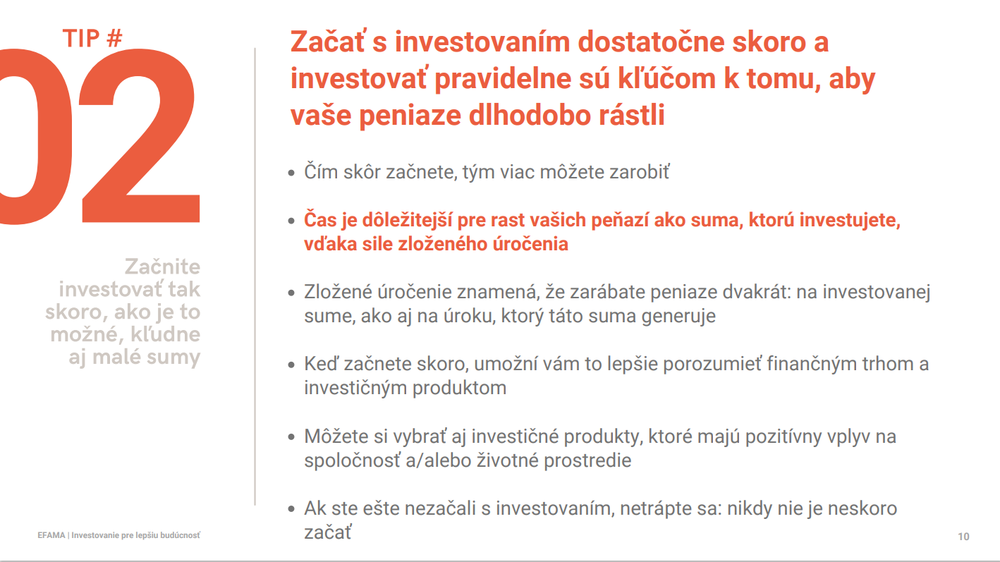 TIP #
02
Začnite
investovať tak
skoro, ako je to
možné, kľudne
aj malé sumy
Začať s investovaním dostatočne skoro a
investovať pravidelne sú kľúčom k tomu, aby
vaše peniaze dlhodobo rástli
• Čím skôr začnete, tým viac môžete zarobiť
• Čas je dôležitejší pre rast vašich peňazí ako suma, ktorú investujete,
vďaka sile zloženého úročenia
• Zložené úročenie znamená, že zarábate peniaze dvakrát: na investovanej
sume, ako aj na úroku, ktorý táto suma generuje
• Keď začnete skoro, umožní vám to lepšie porozumieť finančným trhom a
investičným produktom
• Môžete si vybrať aj investičné produkty, ktoré majú pozitívny vplyv na
spoločnosť a/alebo životné prostredie
• Ak ste ešte nezačali s investovaním, netrápte sa: nikdy nie je neskoro
začať
EFAMA | Investovanie pre lepšiu budúcnosť
10